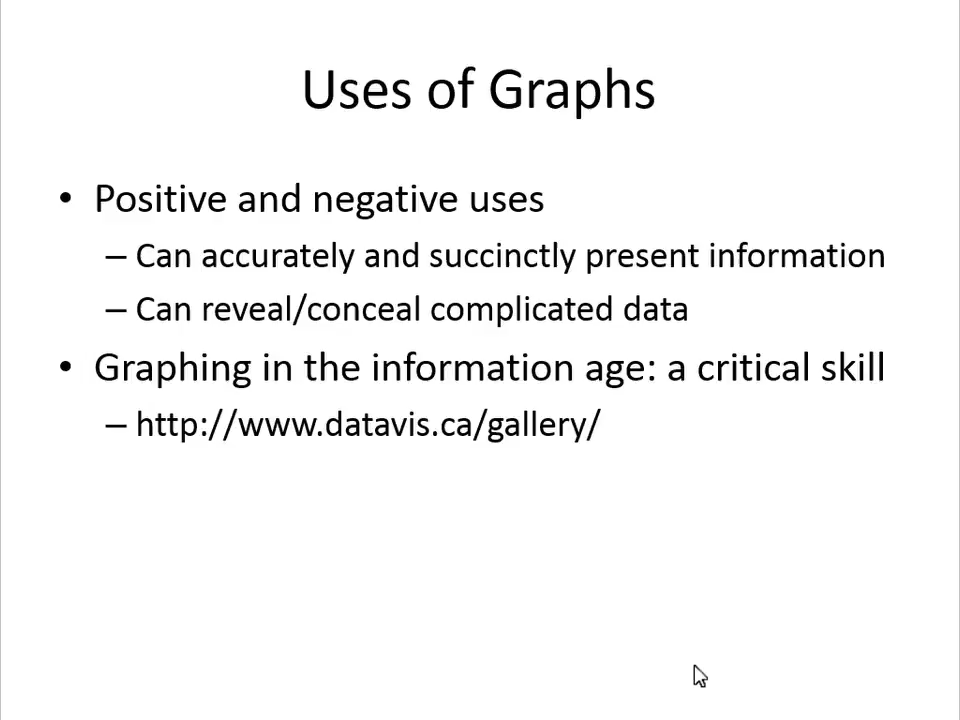 Uses of Graphs
• Positive and negative uses
– Can accurately and succinctly present information
– Can reveal/conceal complicated data
• Graphing in the information age: a critical skill
– http://www.datavis.ca/gallery/